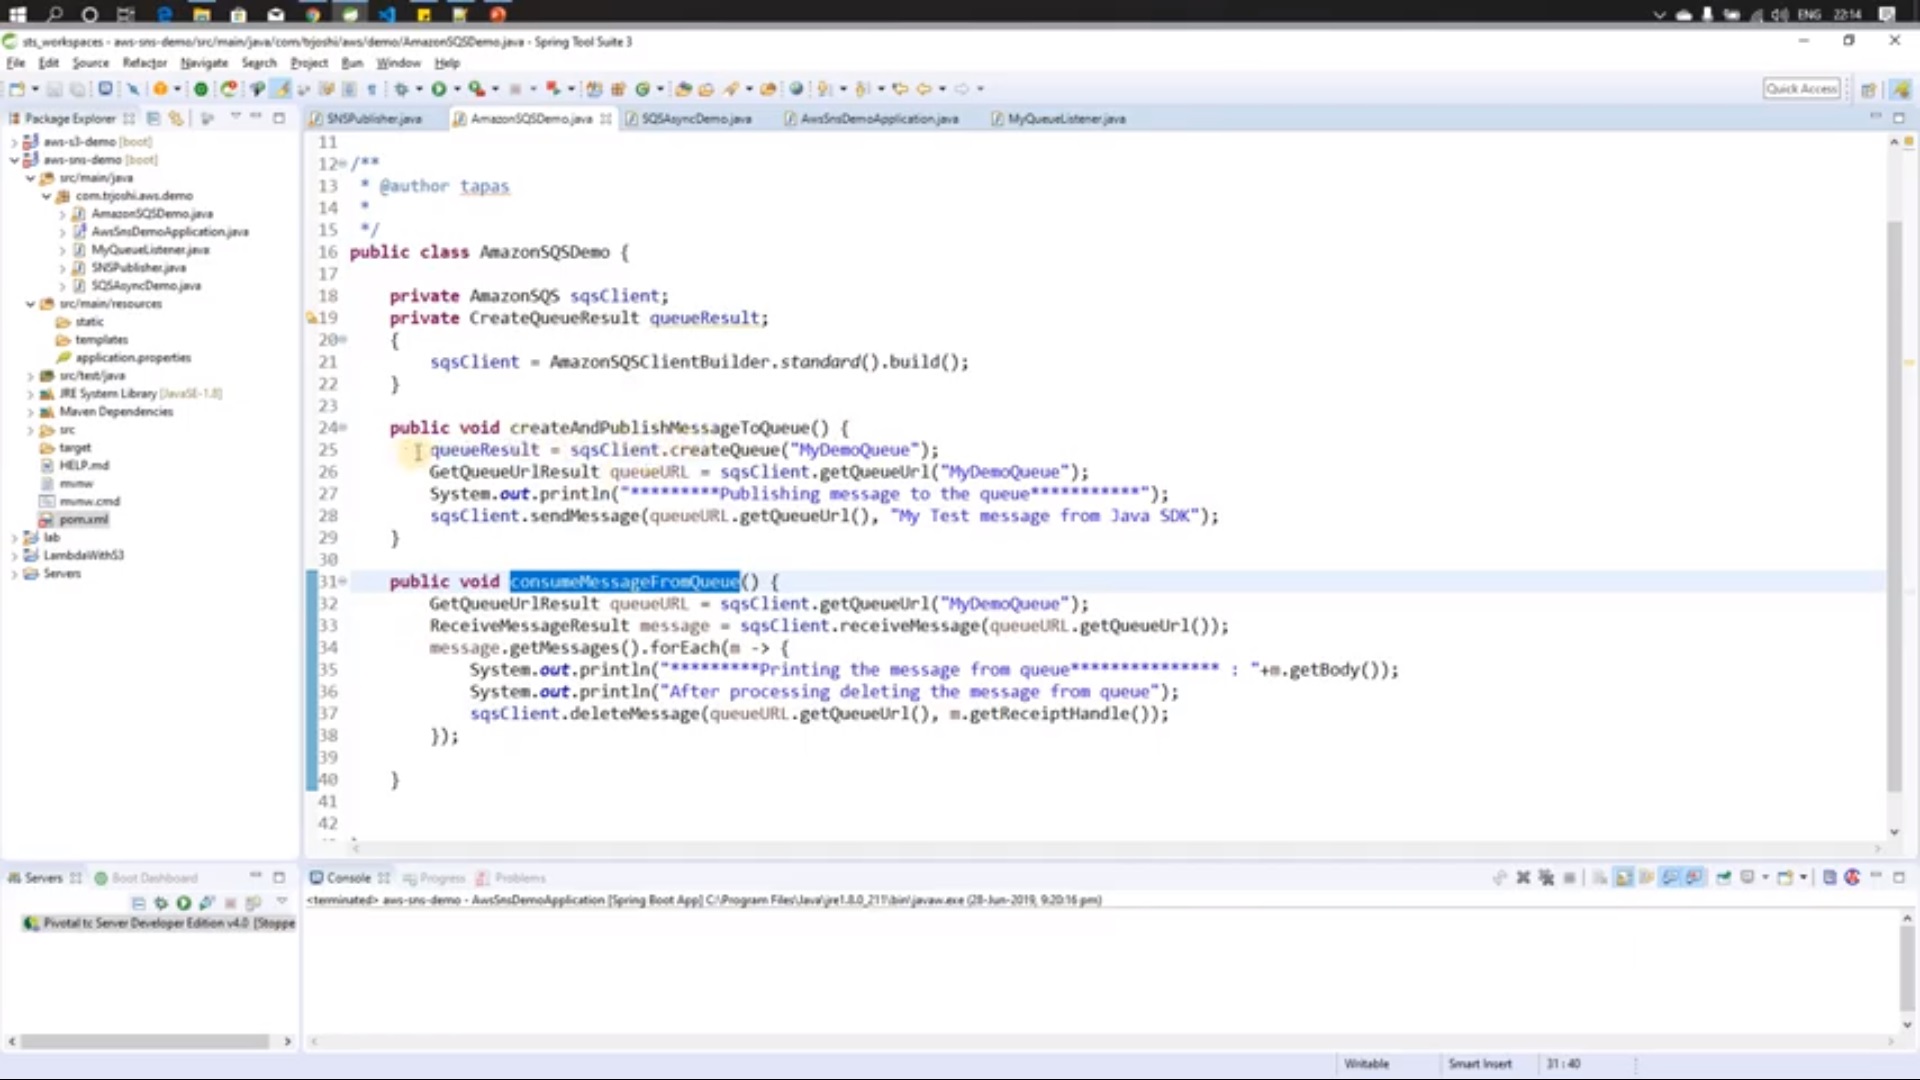 ENG 22:14
sts_workspaces - aws-sns-demo/src/main/java/com/trjoshi/aws/demo/AmazonSQSDemo.java - Spring Tool Suite 3
File Edit Source Refactor Navigate Search Project Run Window Help
Quick Access
Package Explorer
SNSPublisher.java AmazonSQSDemo.java SQSAsyncDemo.java AwsSnsDemoApplication.java MyQueueListener.java
aws-s3-demo [boot]
aws-sns-demo [boot]
src/main/java
com.trjoshi.aws.demo
AmazonSQSDemo.java
AwsSnsDemoApplication.java
MyQueueListener.java
SNSPublisher.java
SQSAsyncDemo.java
src/main/resources
static
templates
application.properties
src/test/java
JRE System Library [JavaSE-1.8]
Maven Dependencies
src
target
HELP.md
mvnw
mvnw.cmd
pom.xml
lab
LambdaWithS3
Servers
11
12 /**
13 * @author tapas
14 *
15 */
16 public class AmazonSQSDemo {
17
18 private AmazonSQS sqsClient;
19 private CreateQueueResult queueResult;
20 {
21 sqsClient = AmazonSQSClientBuilder.standard().build();
22 }
23
24 public void createAndPublishMessageToQueue() {
25 queueResult = sqsClient.createQueue("MyDemoQueue");
26 GetQueueUrlResult queueURL = sqsClient.getQueueUrl("MyDemoQueue");
27 System.out.println("*********Publishing message to the queue***********");
28 sqsClient.sendMessage(queueURL.getQueueUrl(), "My Test message from Java SDK");
29 }
30
31 public void consumeMessageFromQueue() {
32 GetQueueUrlResult queueURL = sqsClient.getQueueUrl("MyDemoQueue");
33 ReceiveMessageResult message = sqsClient.receiveMessage(queueURL.getQueueUrl());
34 message.getMessages().forEach(m -> {
35 System.out.println("*********Printing the message from queue*************** : "+m.getBody());
36 System.out.println("After processing deleting the message from queue");
37 sqsClient.deleteMessage(queueURL.getQueueUrl(), m.getReceiptHandle());
38 });
39
40 }
41
42
Servers Boot Dashboard
Pivotal tc Server Developer Edition v4.0 [Stoppe
Console Progress Problems
<terminated> aws-sns-demo - AwsSnsDemoApplication [Spring Boot App] C:\Program Files\Java\jre1.8.0_211\bin\javaw.exe (28-Jun-2019, 9:20:16 pm)
Writable Smart Insert 31 : 40